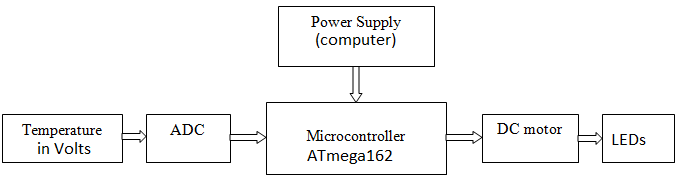 Power Supply
(computer)
Temperature
in Volts
ADC
Microcontroller
ATmega162
DC motor
LEDs